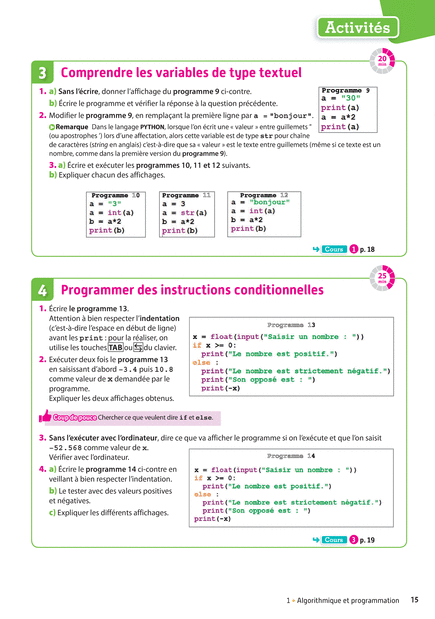 Activités
20
min
3 Comprendre les variables de type textuel
1. a) Sans l'écrire, donner l'affichage du programme 9 ci-contre.
b) Écrire le programme et vérifier la réponse à la question précédente.
2. Modifier le programme 9, en remplaçant la première ligne par a = "bonjour".
Remarque Dans le langage PYTHON, lorsque l'on écrit une « valeur » entre guillemets "
(ou apostrophes ') lors d'une affectation, alors cette variable est de type str pour chaîne
de caractères (string en anglais) c'est-à-dire que sa « valeur » est le texte entre guillemets (même si ce texte est un
nombre, comme dans la première version du programme 9).
3. a) Écrire et exécuter les programmes 10, 11 et 12 suivants.
b) Expliquer chacun des affichages.
Programme 9
a = "30"
print(a)
a = a*2
print(a)
Programme 10
a = "3"
a = int(a)
b = a*2
print(b)
Programme 11
a = 3
a = str(a)
b = a*2
print(b)
Programme 12
a = "bonjour"
a = int(a)
b = a*2
print(b)
Cours 1 p. 18
25
min
4 Programmer des instructions conditionnelles
1. Écrire le programme 13.
Attention à bien respecter l'indentation
(c'est-à-dire l'espace en début de ligne)
avant les print : pour la réaliser, on
utilise les touches TAB ou ↹ du clavier.
2. Exécuter deux fois le programme 13
en saisissant d'abord -3.4 puis 10.8
comme valeur de x demandée par le
programme.
Expliquer les deux affichages obtenus.
Programme 13
x = float(input("Saisir un nombre : "))
if x >= 0:
print("Le nombre est positif.")
else :
print("Le nombre est strictement négatif.")
print("Son opposé est : ")
print(-x)
Coup de pouce Chercher ce que veulent dire if et else.
3. Sans l'exécuter avec l'ordinateur, dire ce que va afficher le programme si on l'exécute et que l'on saisit
-52.568 comme valeur de x.
Vérifier avec l'ordinateur.
4. a) Écrire le programme 14 ci-contre en
veillant à bien respecter l'indentation.
b) Le tester avec des valeurs positives
et négatives.
c) Expliquer les différents affichages.
Programme 14
x = float(input("Saisir un nombre : "))
if x >= 0:
print("Le nombre est positif.")
else :
print("Le nombre est strictement négatif.")
print("Son opposé est : ")
print(-x)
Cours 3 p. 19
1 • Algorithmique et programmation 15